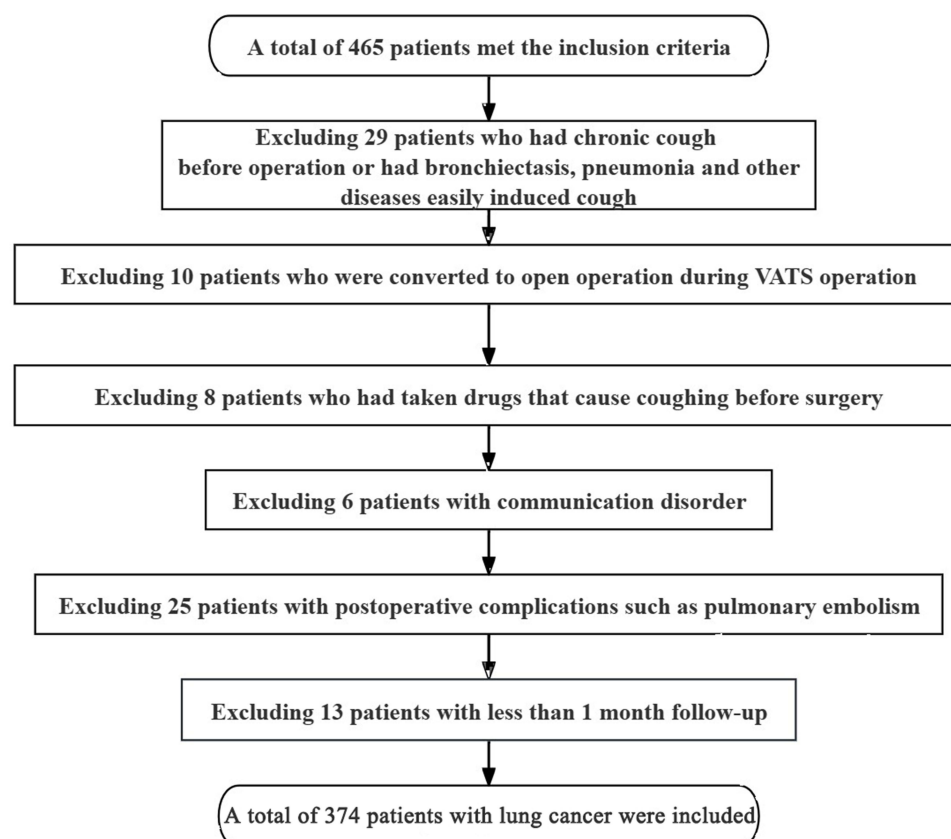 A total of 465 patients met the inclusion criteria
Excluding 29 patients who had chronic cough
before operation or had bronchiectasis, pneumonia and other
diseases easily induced cough
Excluding 10 patients who were converted to open operation during VATS operation
Excluding 8 patients who had taken drugs that cause coughing before surgery
Excluding 6 patients with communication disorder
Excluding 25 patients with postoperative complications such as pulmonary embolism
Excluding 13 patients with less than 1 month follow-up
A total of 374 patients with lung cancer were included